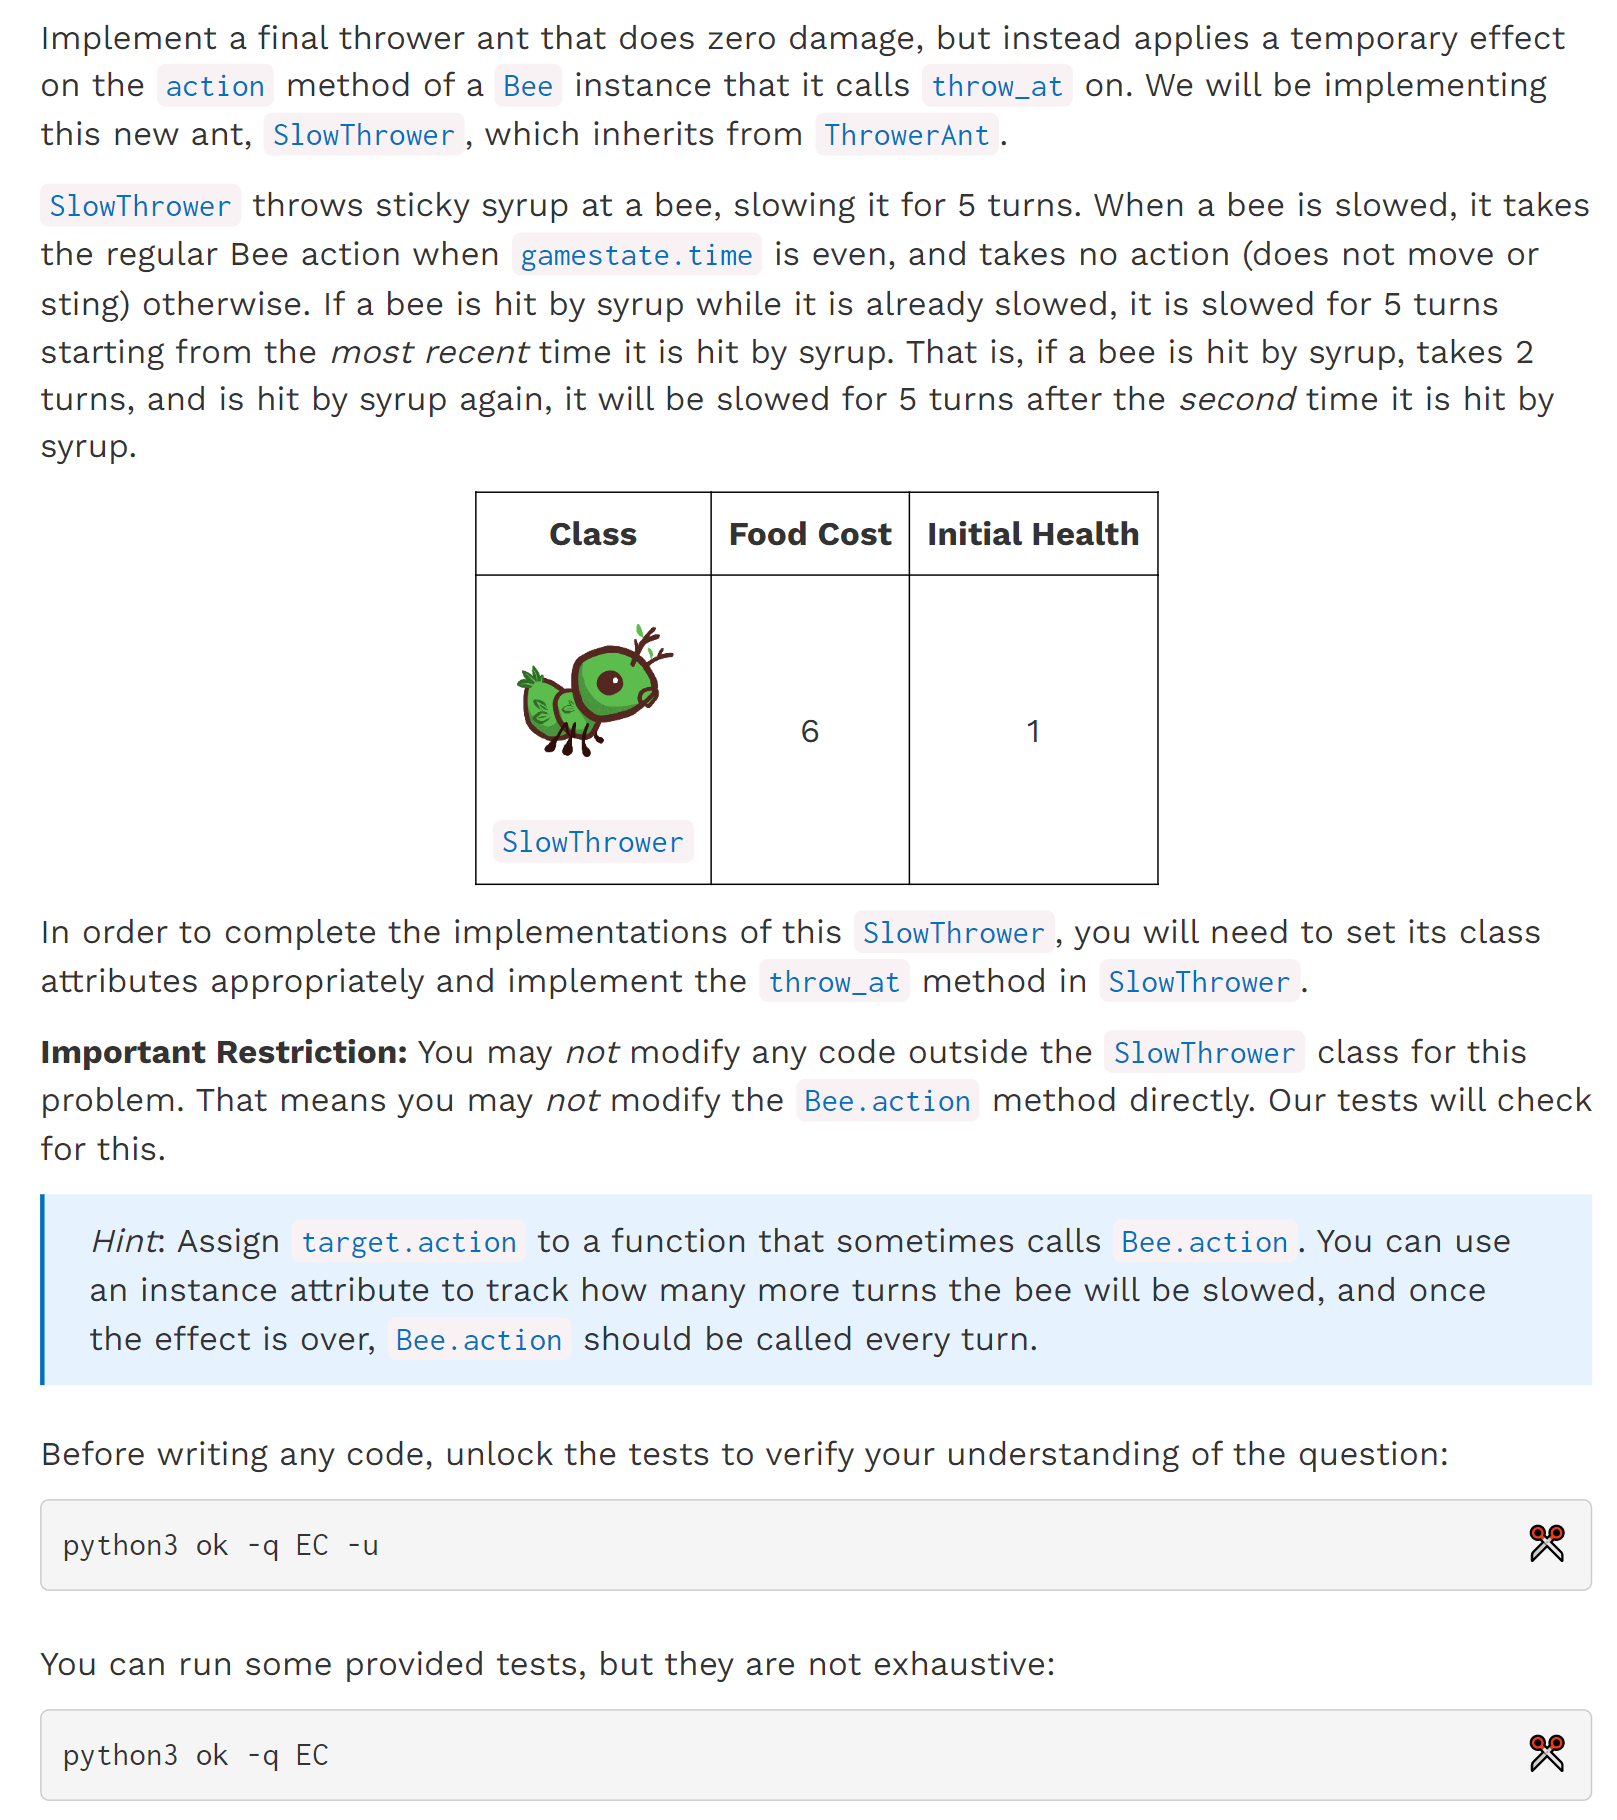 Implement a final thrower ant that does zero damage, but instead applies a temporary effect
on the action method of a Bee instance that it calls throw_at on. We will be implementing
this new ant, SlowThrower, which inherits from ThrowerAnt.
SlowThrower throws sticky syrup at a bee, slowing it for 5 turns. When a bee is slowed, it takes
the regular Bee action when gamestate.time is even, and takes no action (does not move or
sting) otherwise. If a bee is hit by syrup while it is already slowed, it is slowed for 5 turns
starting from the most recent time it is hit by syrup. That is, if a bee is hit by syrup, takes 2
turns, and is hit by syrup again, it will be slowed for 5 turns after the second time it is hit by
syrup.
Class Food Cost Initial Health
6 1
SlowThrower
In order to complete the implementations of this SlowThrower, you will need to set its class
attributes appropriately and implement the throw_at method in SlowThrower.
Important Restriction: You may not modify any code outside the SlowThrower class for this
problem. That means you may not modify the Bee.action method directly. Our tests will check
for this.
Hint: Assign target.action to a function that sometimes calls Bee.action. You can use
an instance attribute to track how many more turns the bee will be slowed, and once
the effect is over, Bee.action should be called every turn.
Before writing any code, unlock the tests to verify your understanding of the question:
python3 ok -q EC -u
You can run some provided tests, but they are not exhaustive:
python3 ok -q EC